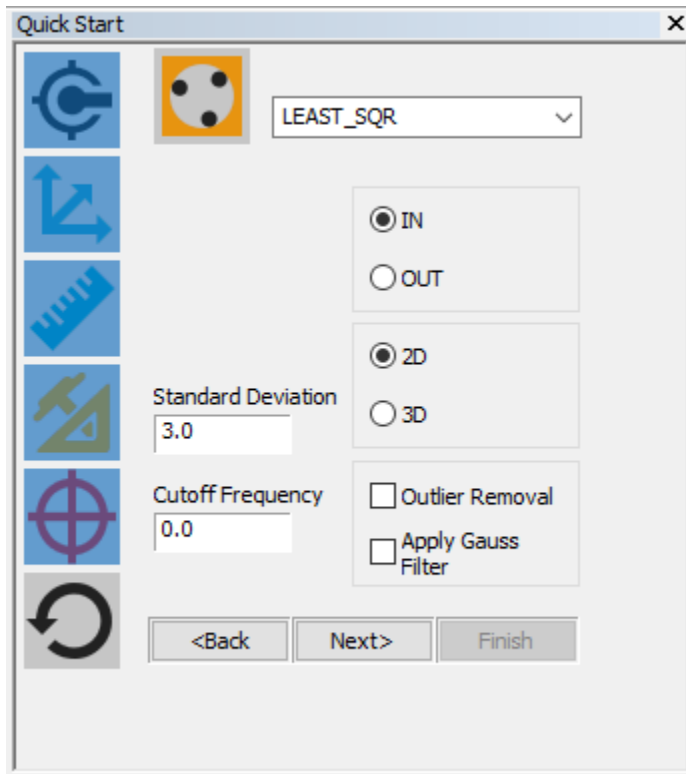 Quick Start
LEAST_SQR
IN
OUT
2D
3D
Standard Deviation
3.0
Cutoff Frequency
0.0
Outlier Removal
Apply Gauss
Filter
<Back
Next>
Finish